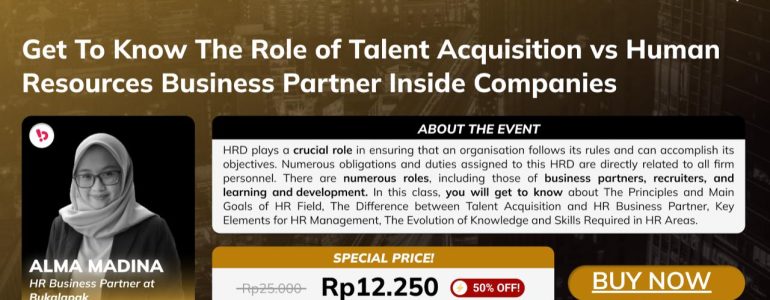 Get To Know The Role of Talent Acquisition vs Human
Resources Business Partner Inside Companies
ABOUT THE EVENT
HRD plays a crucial role in ensuring that an organisation follows its rules and can accomplish its
objectives. Numerous obligations and duties assigned to this HRD are directly related to all firm
personnel. There are numerous roles, including those of business partners, recruiters, and
learning and development. In this class, you will get to know about The Principles and Main
Goals of HR Field, The Difference between Talent Acquisition and HR Business Partner, Key
Elements for HR Management, The Evolution of Knowledge and Skills Required in HR Areas.
ALMA MADINA
HR Business Partner at
Bukalapak
SPECIAL PRICE!
Rp25.000 Rp12.250 50% OFF!
BUY NOW